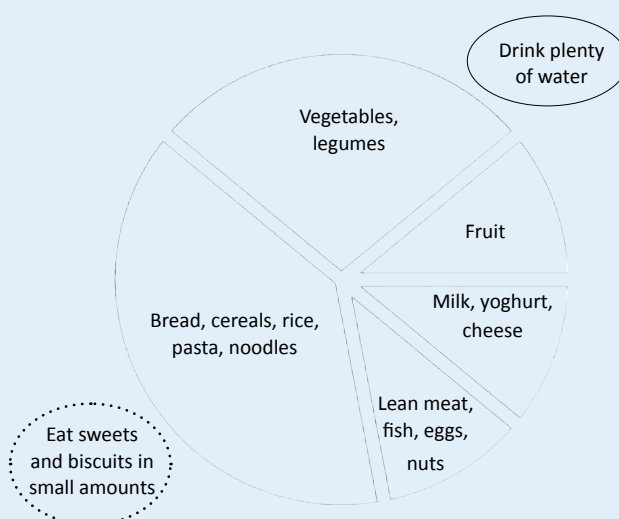 Drink plenty
of water
Vegetables,
legumes
Fruit
Milk, yoghurt,
cheese
Bread, cereals, rice,
pasta, noodles
Lean meat,
fish, eggs,
nuts
Eat sweets
and biscuits in
small amounts